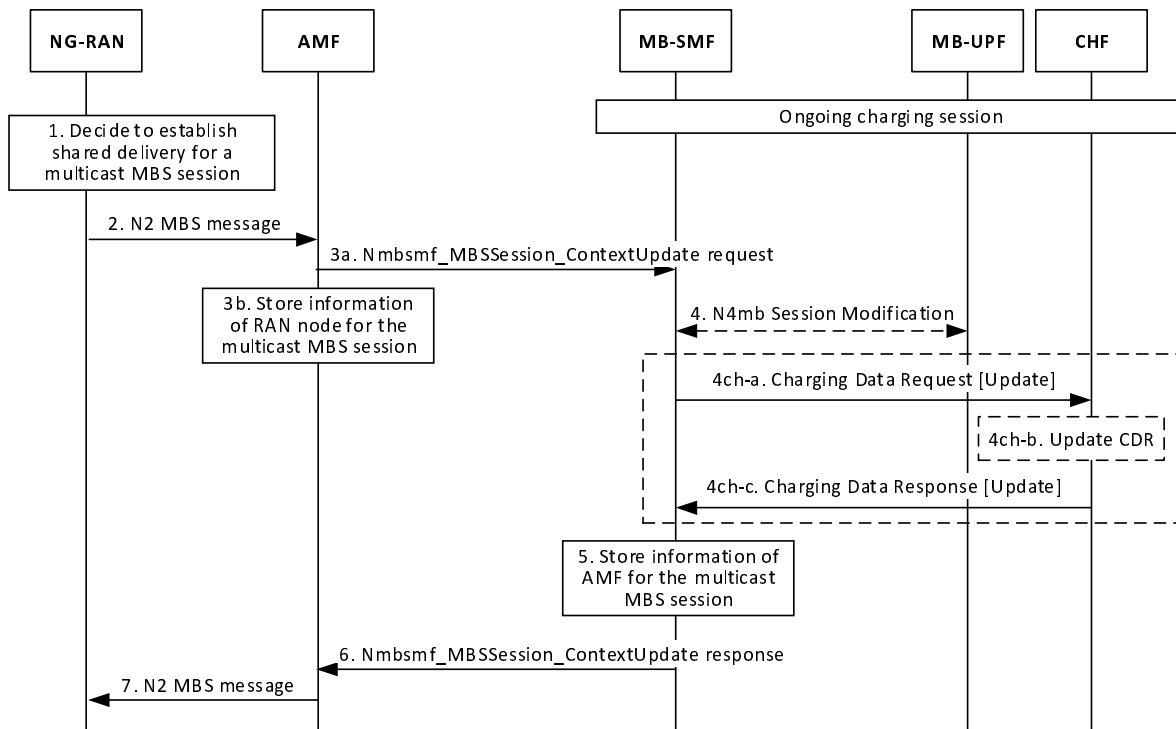 NG-RAN
AMF
MB-SMF
MB-UPF
CHF
Ongoing charging session
1. Decide to establish
shared delivery for a
multicast MBS session
2. N2 MBS message
3a. Nmbsmf_MBSSession_ContextUpdate request
3b. Store information
of RAN node for the
multicast MBS session
4. N4mb Session Modification
4ch-a. Charging Data Request [Update]
4ch-b. Update CDR
4ch-c. Charging Data Response [Update]
5. Store information of
AMF for the multicast
MBS session
6. Nmbsmf_MBSSession_ContextUpdate response
7. N2 MBS message